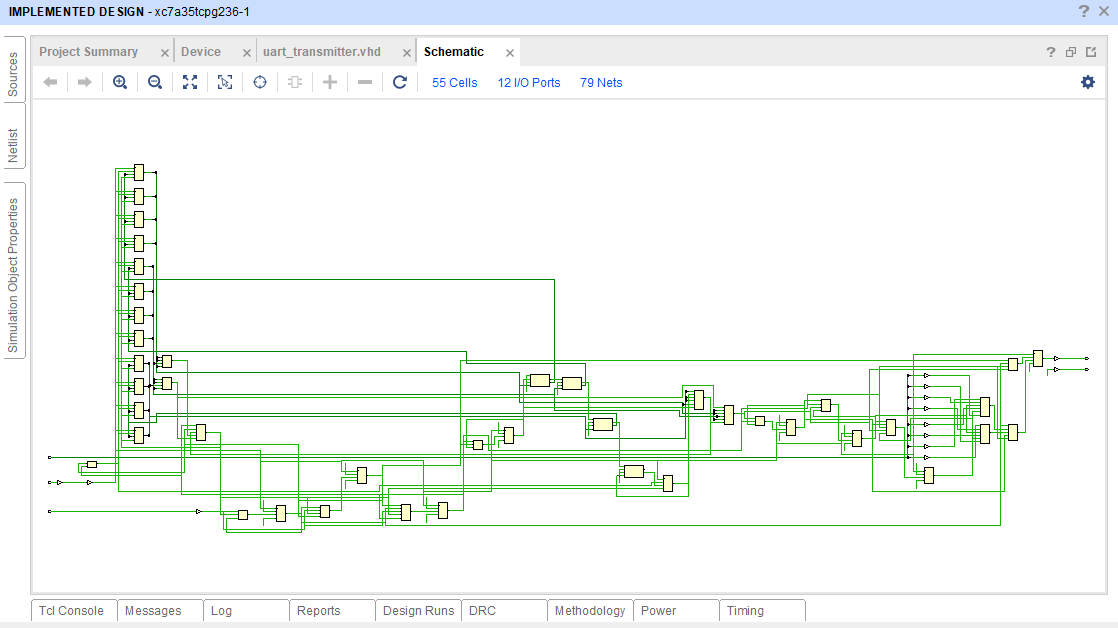 IMPLEMENTED DESIGN - xc7a35tcpg236-1
? ×
Sources
Netlist
Simulation Object Properties
Project Summary × Device × uart_transmitter.vhd × Schematic × ?
55 Cells 12 I/O Ports 79 Nets
Tcl Console Messages Log Reports Design Runs DRC Methodology Power Timing